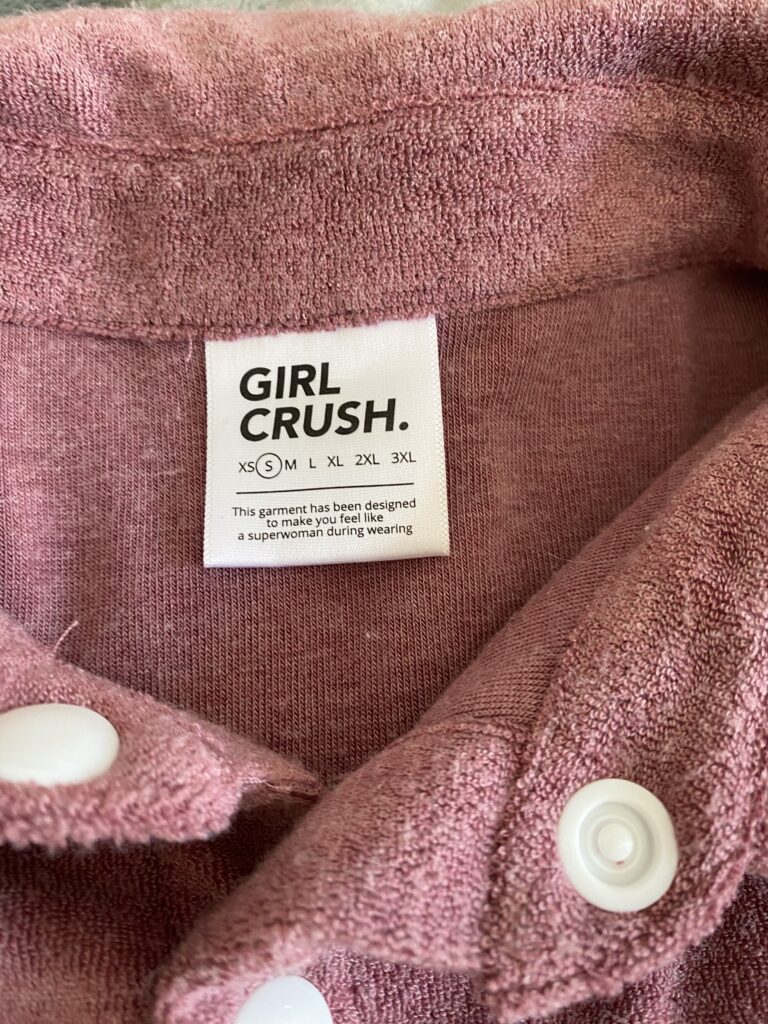 GIRL
CRUSH.
XS S M L XL 2XL 3XL
This garment has been designed
to make you feel like
a superwoman during wearing